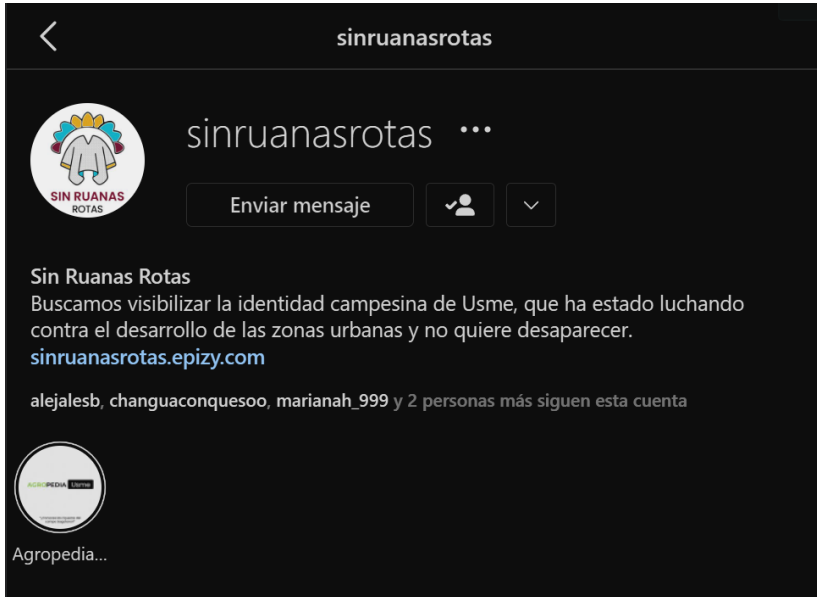 sinruanasrotas
SIN RUANAS
ROTAS
sinruanasrotas ···
Enviar mensaje
Sin Ruanas Rotas
Buscamos visibilizar la identidad campesina de Usme, que ha estado luchando
contra el desarrollo de las zonas urbanas y no quiere desaparecer.
sinruanasrotas.epizy.com
alejalesb, changuaconquesoo, marianah_999 y 2 personas más siguen esta cuenta
AGROPEDIA Usme
Agropedia...